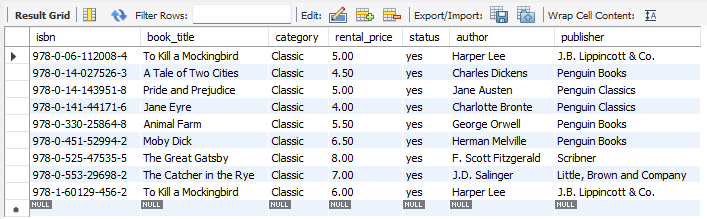 Result Grid Filter Rows: Edit: Export/Import: Wrap Cell Content:
isbn book_title category rental_price status author publisher
978-0-06-112008-4 To Kill a Mockingbird Classic 5.00 yes Harper Lee J.B. Lippincott & Co.
978-0-14-027526-3 A Tale of Two Cities Classic 4.50 yes Charles Dickens Penguin Books
978-0-14-143951-8 Pride and Prejudice Classic 5.00 yes Jane Austen Penguin Classics
978-0-141-44171-6 Jane Eyre Classic 4.00 yes Charlotte Bronte Penguin Classics
978-0-330-25864-8 Animal Farm Classic 5.50 yes George Orwell Penguin Books
978-0-451-52994-2 Moby Dick Classic 6.50 yes Herman Melville Penguin Books
978-0-525-47535-5 The Great Gatsby Classic 8.00 yes F. Scott Fitzgerald Scribner
978-0-553-29698-2 The Catcher in the Rye Classic 7.00 yes J.D. Salinger Little, Brown and Company
978-1-60129-456-2 To Kill a Mockingbird Classic 6.00 yes Harper Lee J.B. Lippincott & Co.
NULL NULL NULL NULL NULL NULL NULL